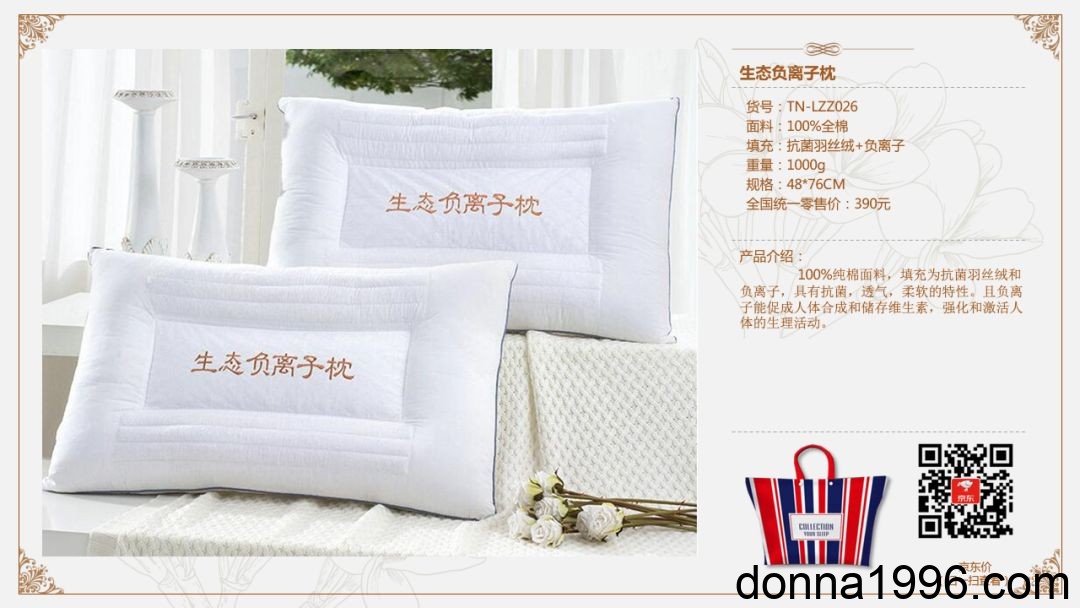 生态负离子枕
货号：TN-LZZ026
面料：100%全棉
填充：抗菌羽丝绒+负离子
重量：1000g
规格：48*76CM
全国统一零售价：390元
生态负离子枕
生态负离子枕
产品介绍：
100%纯棉面料，填充为抗菌羽丝绒和
负离子，具有抗菌，透气，柔软的特性。且负离
子能促成人体合成和储存维生素，强化和激活人
体的生理活动。
COLLECTION
YOUR SLEEP
京东
京东价
扫查看
donna1996.com